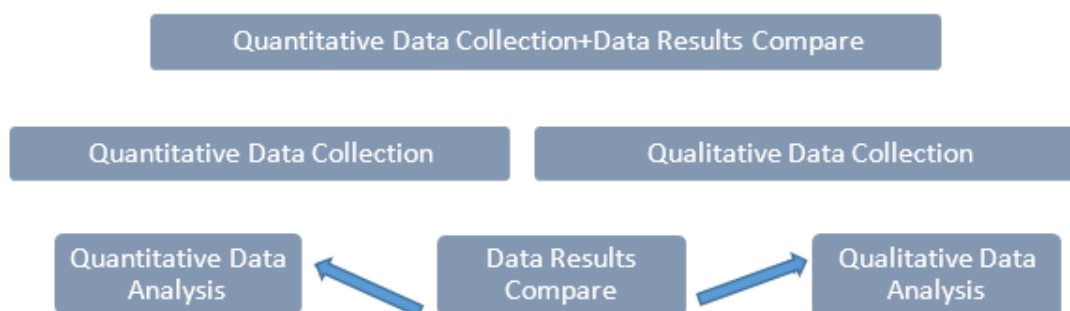 Quantitative Data Collection+Data Results Compare
Quantitative Data Collection
Qualitative Data Collection
Quantitative Data
Analysis
Data Results
Compare
Qualitative Data
Analysis